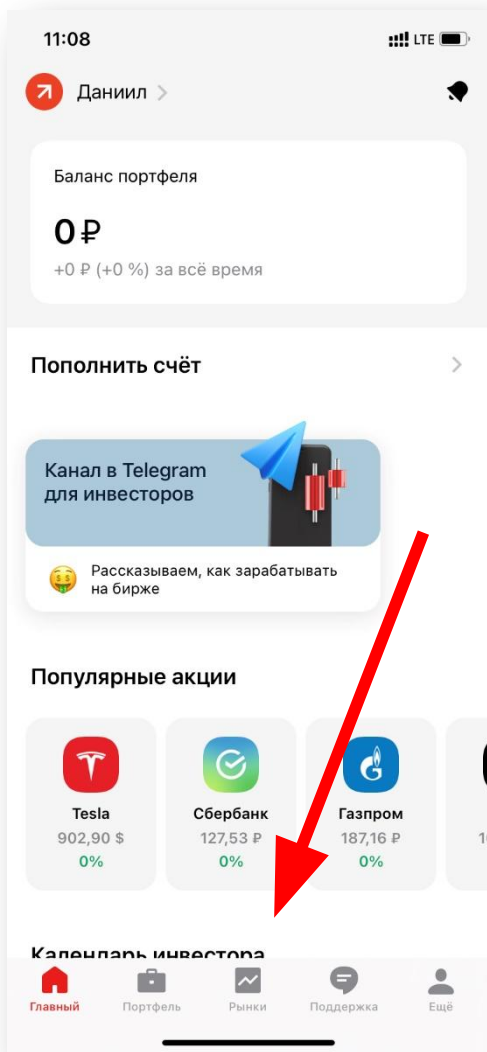 11:08
LTE
Даниил
Баланс портфеля
0 ₽
+0 ₽ (+0 %) за всё время
Пополнить счёт
Канал в Telegram
для инвесторов
Рассказываем, как зарабатывать
на бирже
Популярные акции
Tesla
902,90 $
0%
Сбербанк
127,53 ₽
0%
Газпром
187,16 ₽
0%
Календарь инвестора
Главный
Портфель
Рынки
Поддержка
Ещё